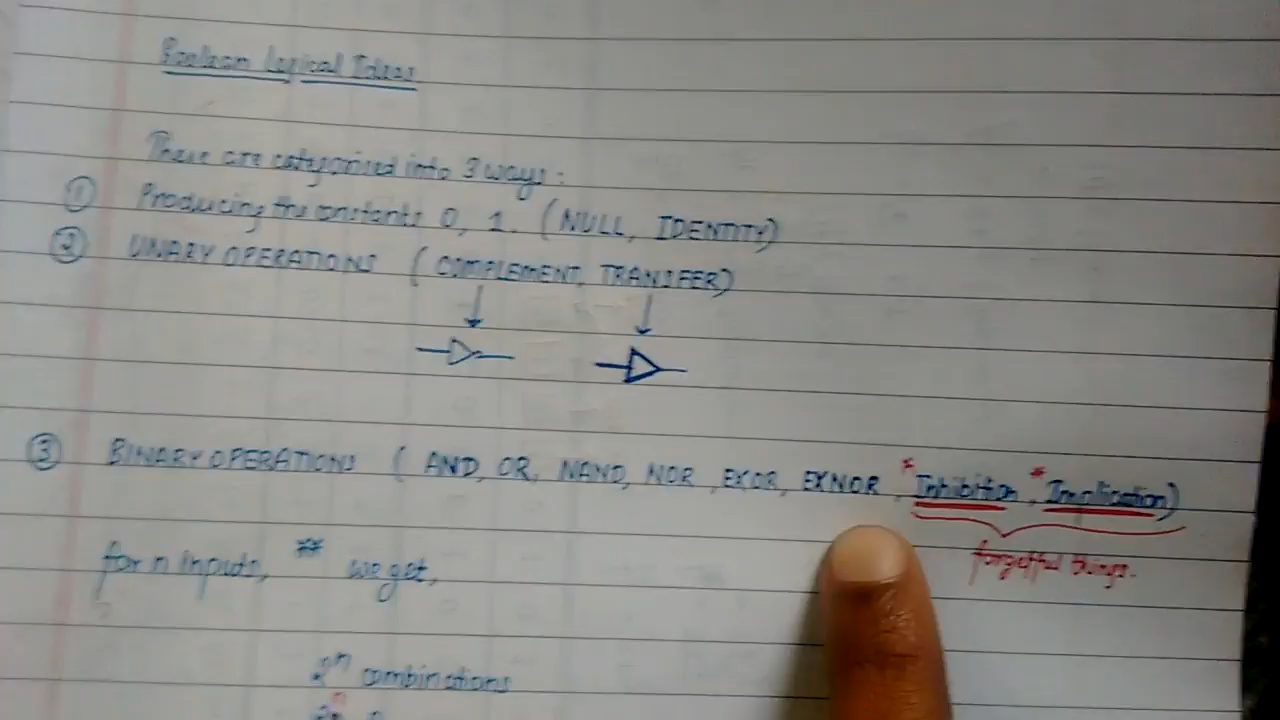 Boolean Logical Ideas
There are categorized into 3 ways:
① Producing the constants 0, 1. (NULL, IDENTITY)
② UNARY OPERATIONS (COMPLEMENT, TRANSFER)
③ BINARY OPERATIONS (AND, OR, NAND, NOR, EXOR, EXNOR, *Inhibition, *Implication)
forgetful things.
for n inputs, ** we get,
2ⁿ combinations